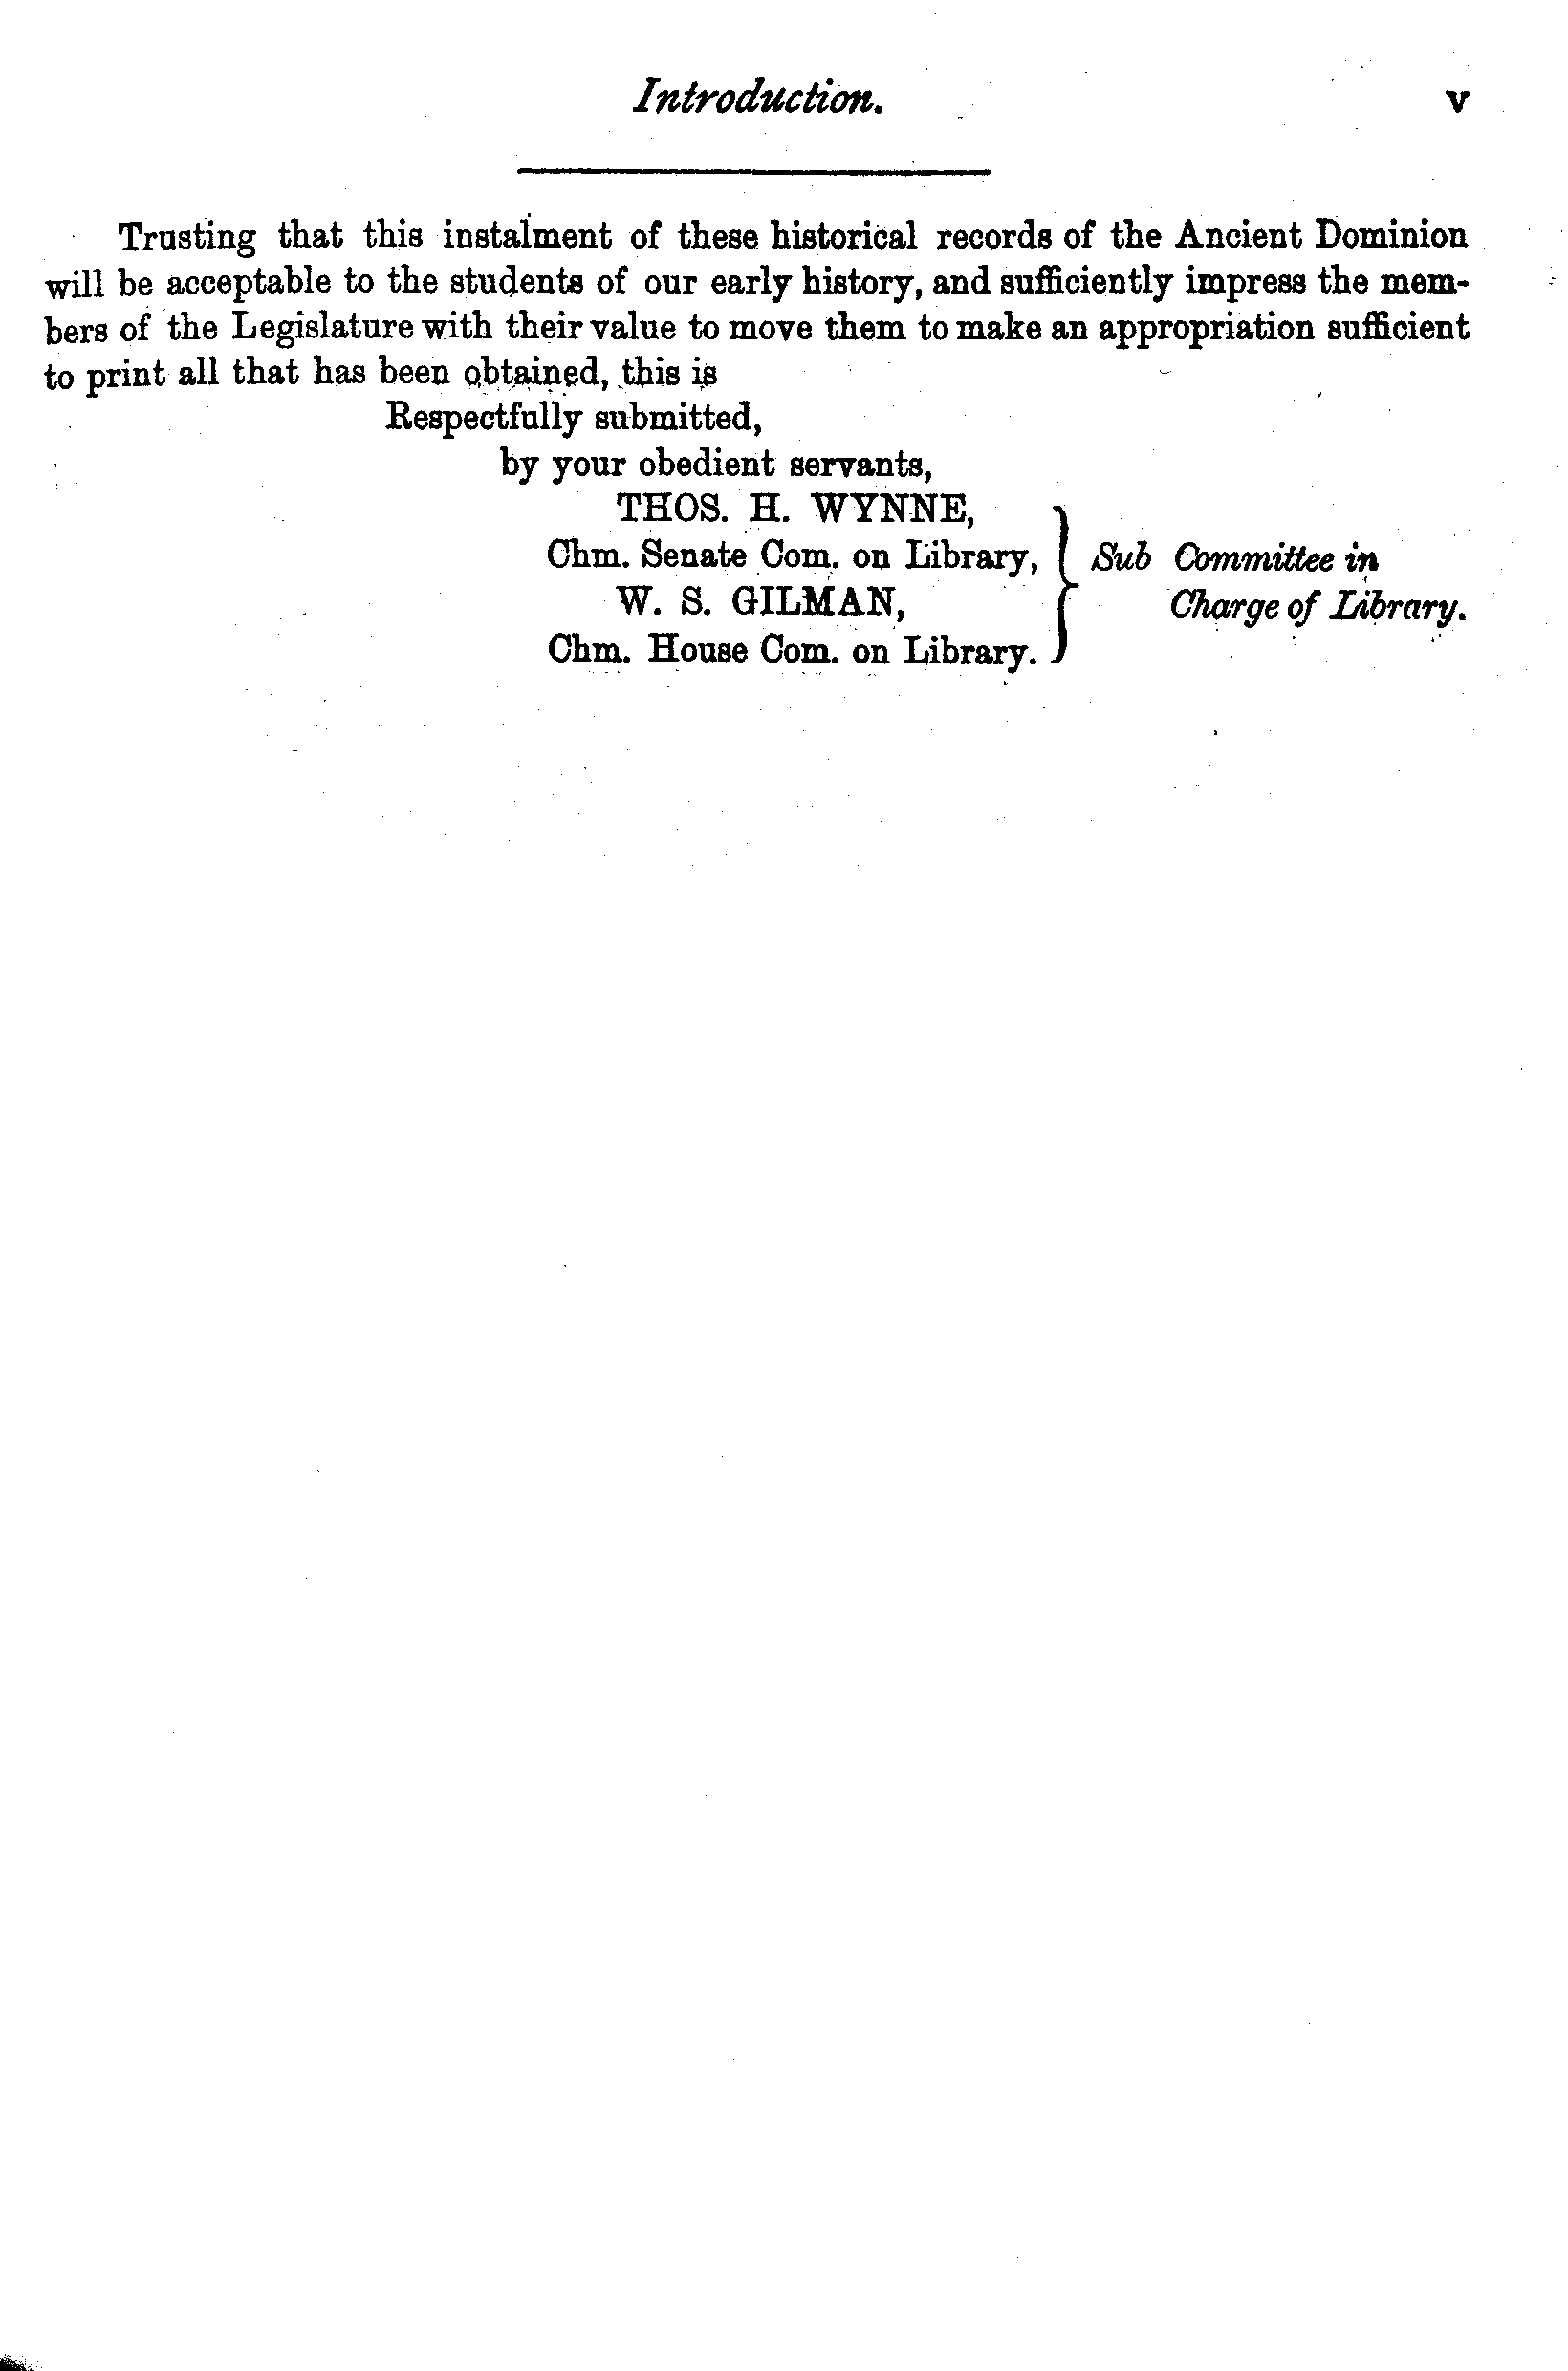 Introduction. v
Trusting that this instalment of these historical records of the Ancient Dominion
will be acceptable to the students of our early history, and sufficiently impress the mem-
bers of the Legislature with their value to move them to make an appropriation sufficient
to print all that has been obtained, this is
Respectfully submitted,
by your obedient servants,
THOS. H. WYNNE,
Chm. Senate Com. on Library,
W. S. GILMAN,
Chm. House Com. on Library.
Sub Committee in
Charge of Library.